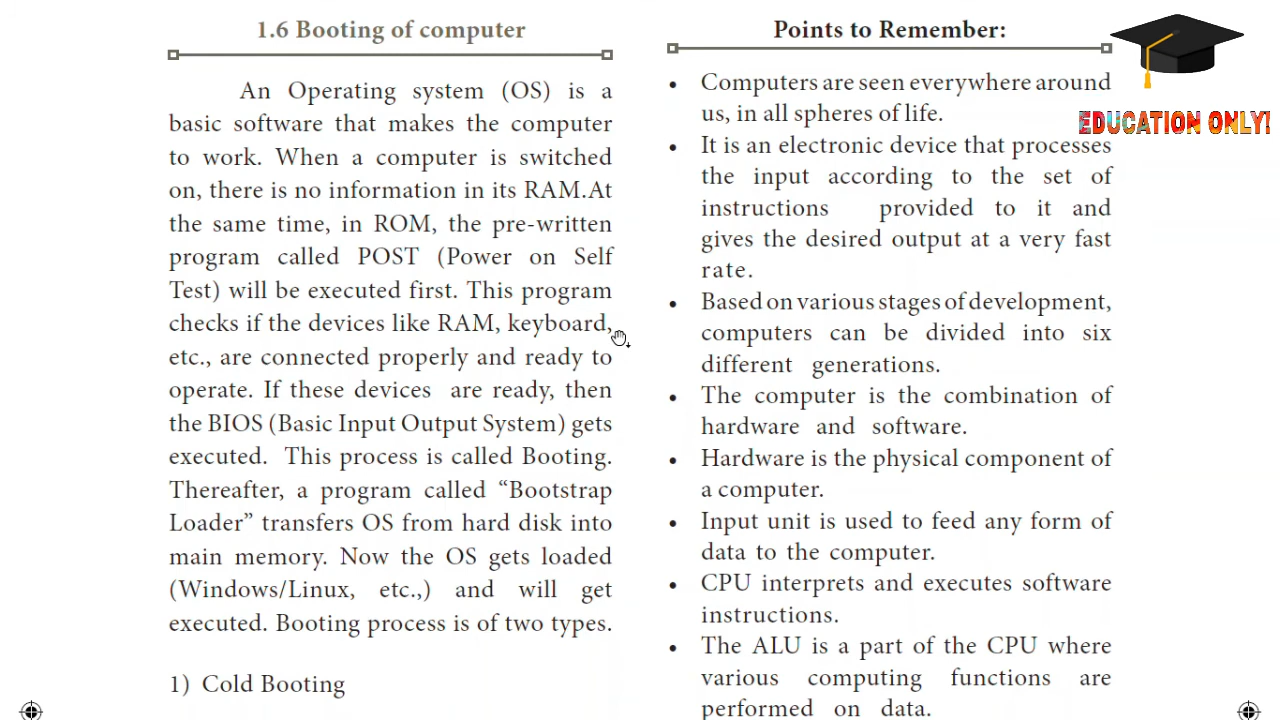 1.6 Booting of computer
An Operating system (OS) is a
basic software that makes the computer
to work. When a computer is switched
on, there is no information in its RAM.At
the same time, in ROM, the pre-written
program called POST (Power on Self
Test) will be executed first. This program
checks if the devices like RAM, keyboard,
etc., are connected properly and ready to
operate. If these devices are ready, then
the BIOS (Basic Input Output System) gets
executed. This process is called Booting.
Thereafter, a program called “Bootstrap
Loader” transfers OS from hard disk into
main memory. Now the OS gets loaded
(Windows/Linux, etc.,) and will get
executed. Booting process is of two types.
1) Cold Booting
Points to Remember:
• Computers are seen everywhere around
us, in all spheres of life.
• It is an electronic device that processes
the input according to the set of
instructions provided to it and
gives the desired output at a very fast
rate.
• Based on various stages of development,
computers can be divided into six
different generations.
• The computer is the combination of
hardware and software.
• Hardware is the physical component of
a computer.
• Input unit is used to feed any form of
data to the computer.
• CPU interprets and executes software
instructions.
• The ALU is a part of the CPU where
various computing functions are
performed on data.
EDUCATION ONLY!